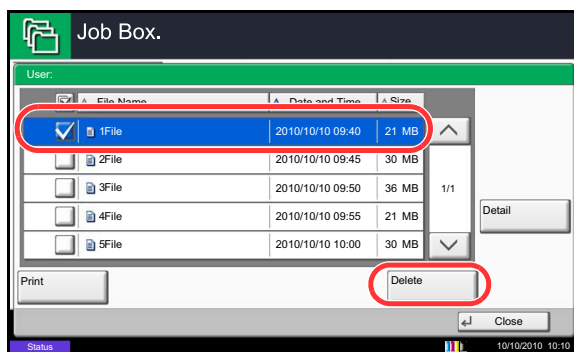 Job Box.
User:
File Name Date and Time Size
1File 2010/10/10 09:40 21 MB
2File 2010/10/10 09:45 30 MB
3File 2010/10/10 09:50 36 MB 1/1
4File 2010/10/10 09:55 21 MB Detail
5File 2010/10/10 10:00 30 MB
Print Delete
Close
Status 10/10/2010 10:10